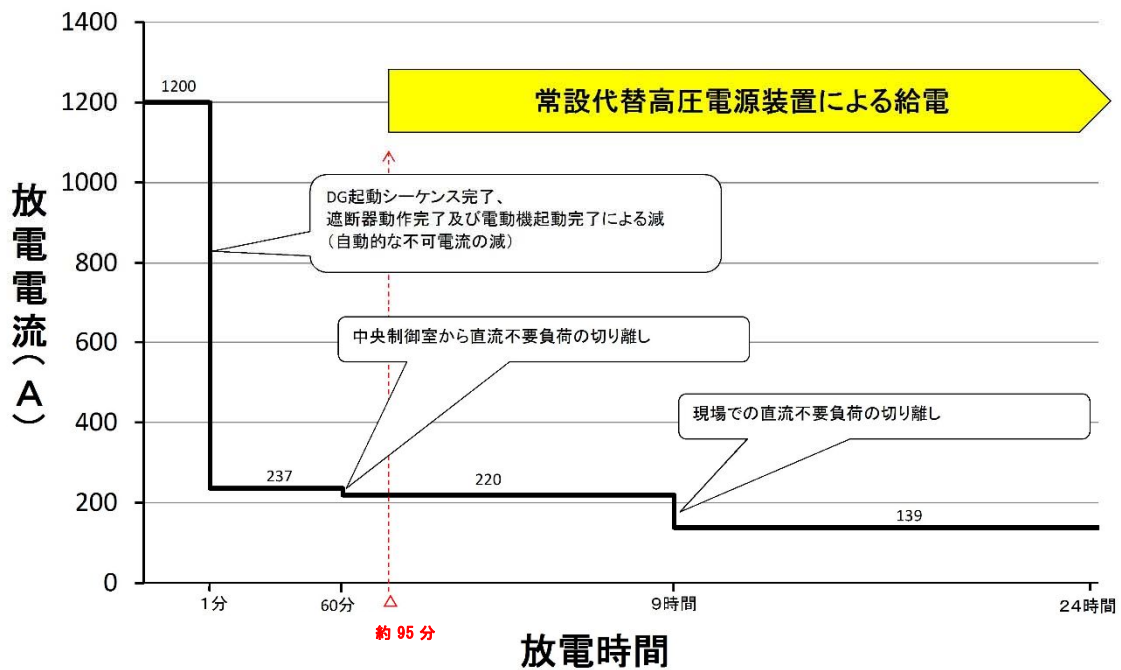 1400
1200
1000
800
600
400
200
0
放電電流(A)
1200
常設代替高圧電源装置による給電
DG起動シーケンス完了、
遮断器動作完了及び電動機起動完了による減
(自動的な不可電流の減)
中央制御室から直流不要負荷の切り離し
現場での直流不要負荷の切り離し
237
220
139
1分
60分
9時間
24時間
約 95 分
放電時間